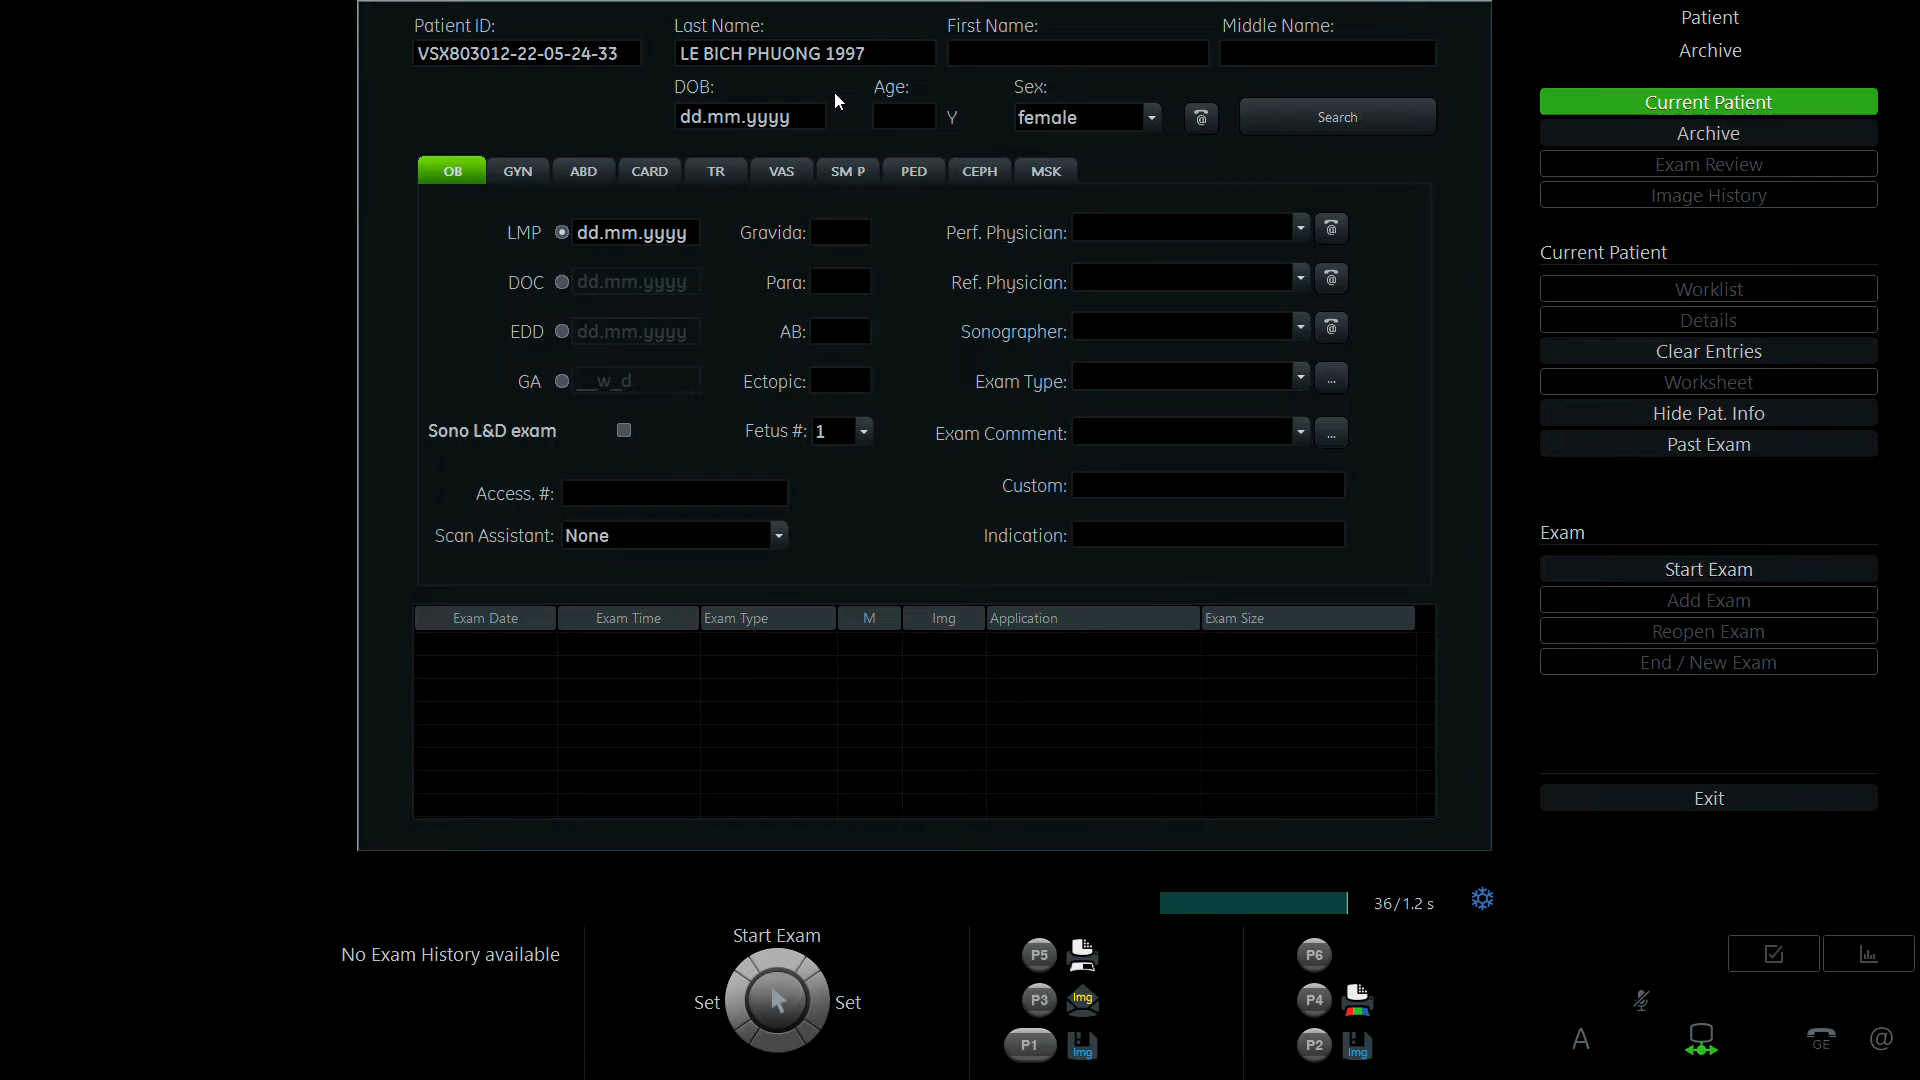 Patient ID: Last Name: First Name: Middle Name:
VSX803012-22-05-24-33 LE BICH PHUONG 1997
DOB: Age: Sex:
dd.mm.yyyy Y female @ Search
OB GYN ABD CARD TR VAS SM P PED CEPH MSK
LMP dd.mm.yyyy Gravida: Perf. Physician: @
DOC dd.mm.yyyy Para: Ref. Physician: @
EDD dd.mm.yyyy AB: Sonographer: @
GA __w_d Ectopic: Exam Type: ...
Sono L&D exam Fetus #: 1 Exam Comment: ...
Access. #: Custom:
Scan Assistant: None Indication:
Exam Date Exam Time Exam Type M Img Application Exam Size
Patient
Archive
Current Patient
Archive
Exam Review
Image History
Current Patient
Worklist
Details
Clear Entries
Worksheet
Hide Pat. Info
Past Exam
Exam
Start Exam
Add Exam
Reopen Exam
End / New Exam
Exit
36/1.2 s
No Exam History available
Start Exam
Set Set
P5 P6
P3 Img P4
P1 Img P2 Img
A GE @